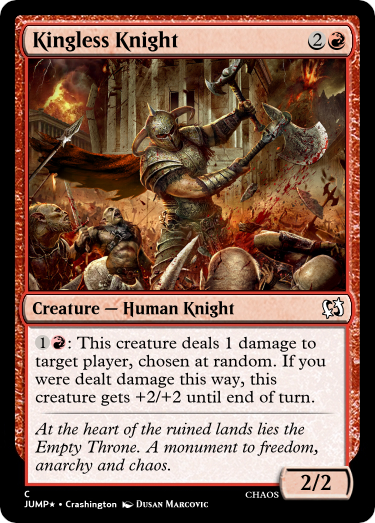 Kingless Knight 2
Creature — Human Knight
1 : This creature deals 1 damage to
target player, chosen at random. If you
were dealt damage this way, this
creature gets +2/+2 until end of turn.
At the heart of the ruined lands lies the
Empty Throne. A monument to freedom,
anarchy and chaos.
2/2
C
CHAOS
JUMP★ • Crashington Dusan Marcovic